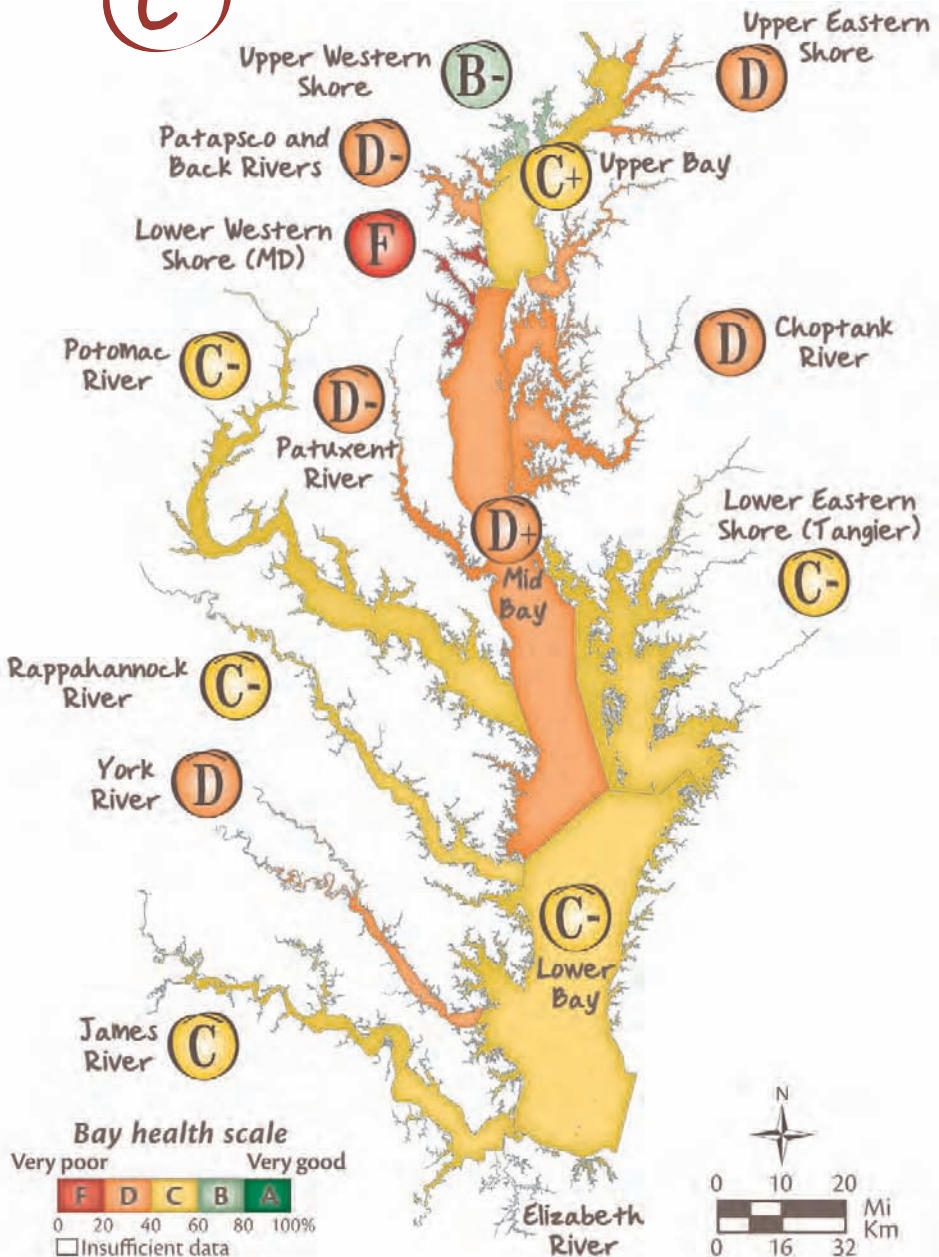 C
Upper Western
Shore
B-
Upper Eastern
Shore
D
Patapsco and
Back Rivers
D-
C+
Upper Bay
Lower Western
Shore (MD)
F
Potomac
River
C-
D
Choptank
River
D-
Patuxent
River
D+
Mid
Bay
Lower Eastern
Shore (Tangier)
C-
Rappahannock
River
C-
York
River
D
C-
Lower
Bay
James
River
C
Elizabeth
River
Bay health scale
Very poor Very good
F D C B A
0 20 40 60 80 100%
Insufficient data
N
0 10 20
Mi
Km
0 16 32